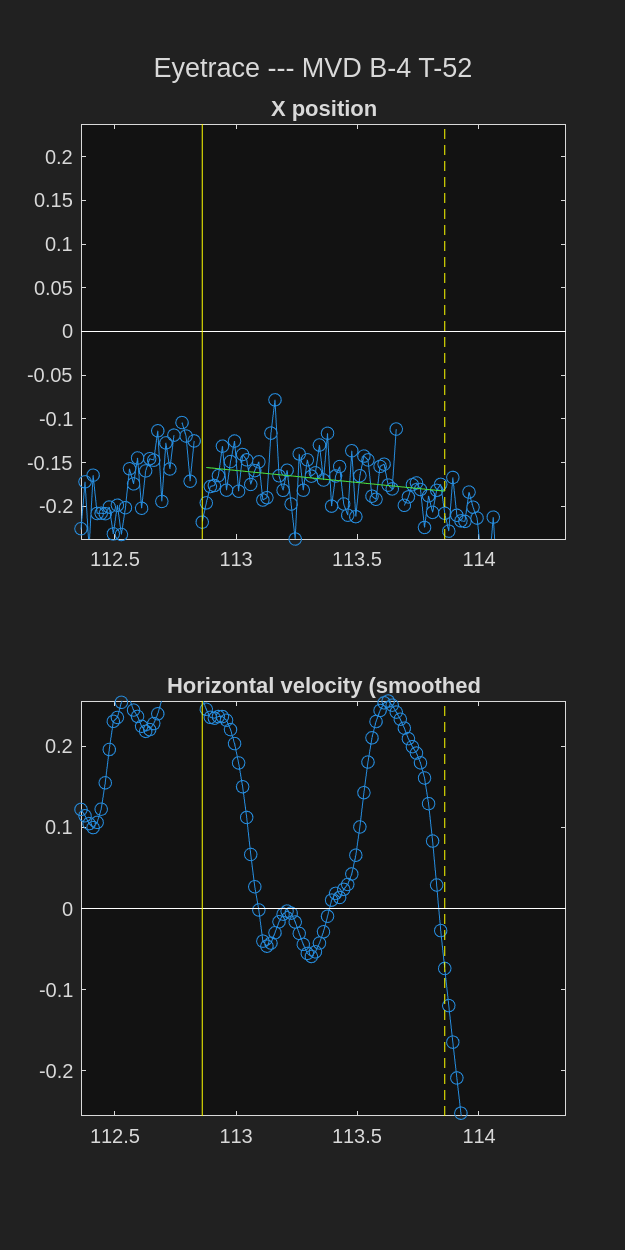 Eyetrace --- MVD B-4 T-52
X position
0.2
0.15
0.1
0.05
0
-0.05
-0.1
-0.15
-0.2
112.5 113 113.5 114
Horizontal velocity (smoothed
0.2
0.1
0
-0.1
-0.2
112.5 113 113.5 114